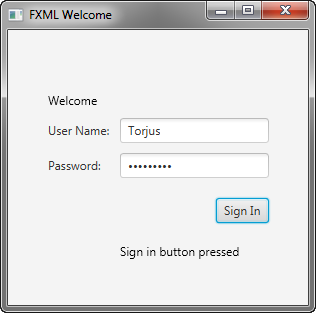 FXML Welcome
Welcome
User Name: Torjus
Password: •••••••••
Sign In
Sign in button pressed